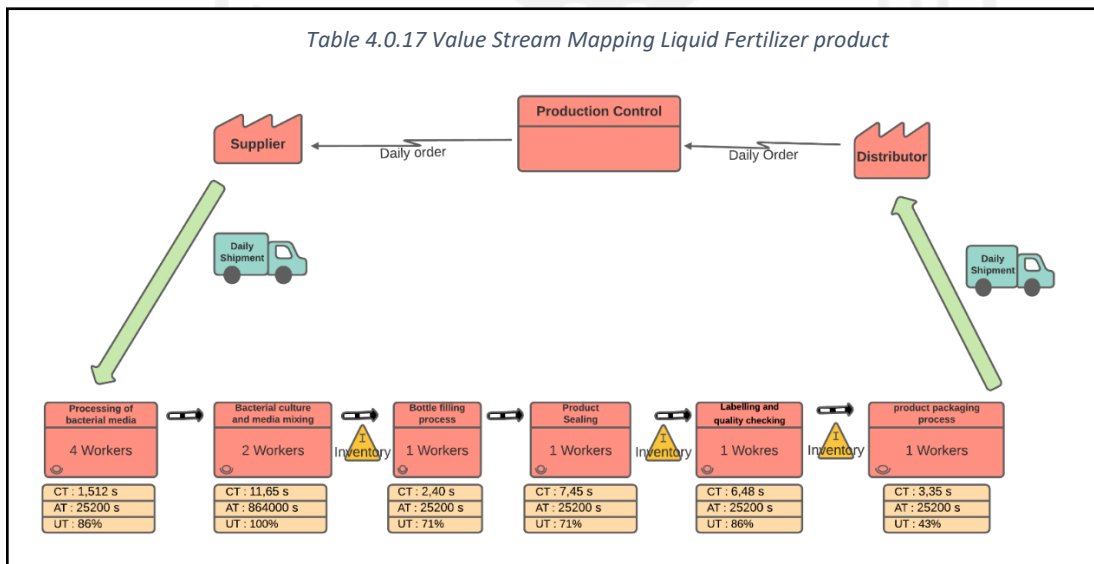 Table 4.0.17 Value Stream Mapping Liquid Fertilizer product
Production Control
Supplier
Daily order
Daily Order
Distributor
Daily
Shipment
Daily
Shipment
Processing of
bacterial media
4 Workers
CT : 1,512 s
AT : 25200 s
UT : 86%
Bacterial culture
and media mixing
2 Workers
CT : 11,65 s
AT : 864000 s
UT : 100%
I
Inventory
Bottle filling
process
1 Workers
CT : 2,40 s
AT : 25200 s
UT : 71%
Product
Sealing
1 Workers
CT : 7,45 s
AT : 25200 s
UT : 71%
I
Inventory
Labelling and
quality checking
1 Wokres
CT : 6,48 s
AT : 25200 s
UT : 86%
I
Inventory
product packaging
process
1 Workers
CT : 3,35 s
AT : 25200 s
UT : 43%